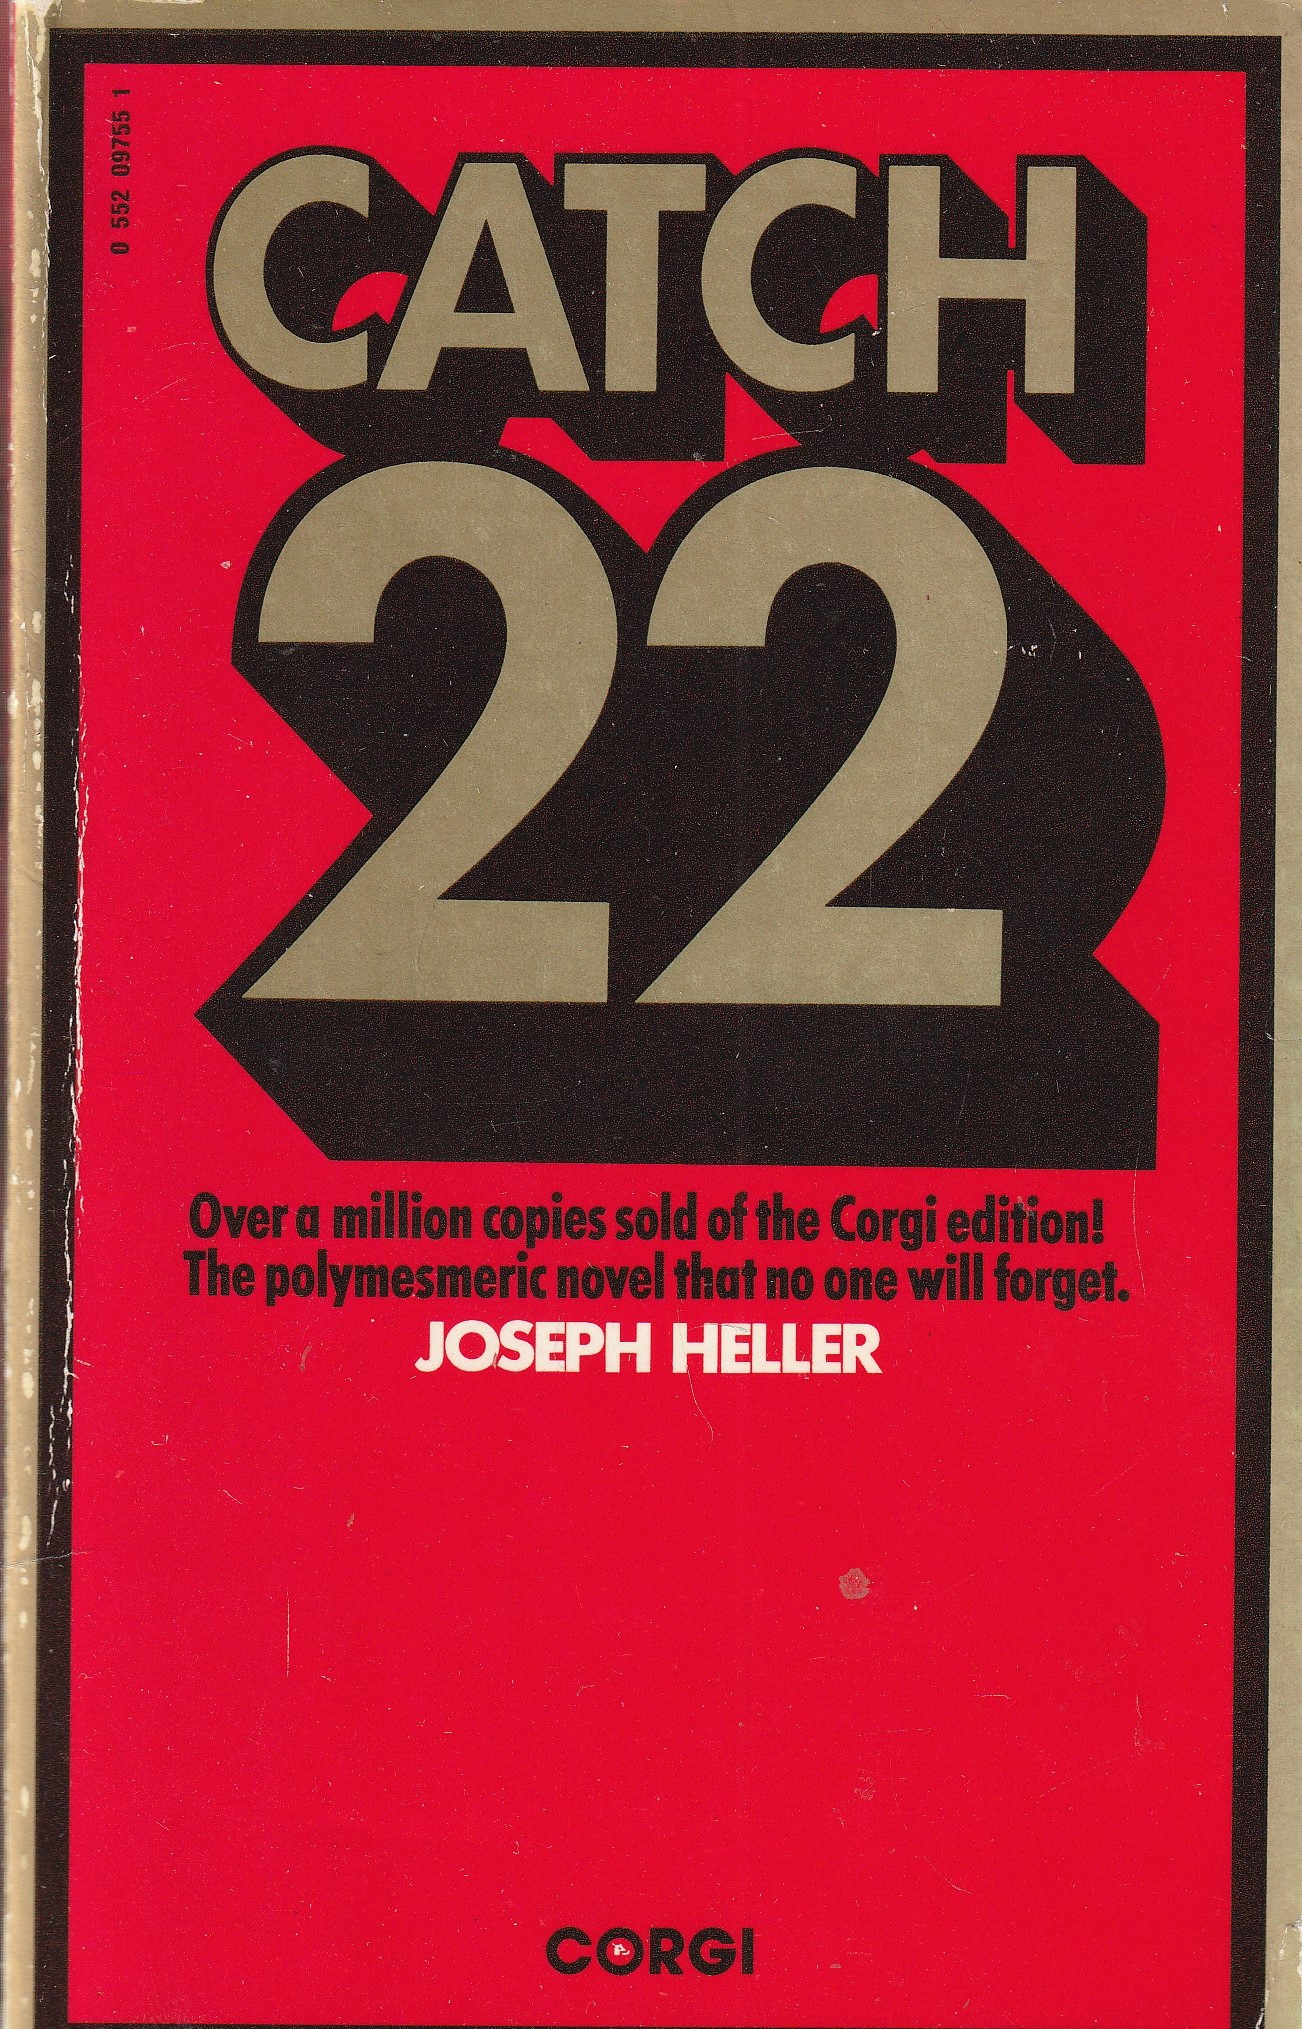 0 552 09755 1
CATCH
22
Over a million copies sold of the Corgi edition!
The polymesmeric novel that no one will forget.
JOSEPH HELLER
CORGI